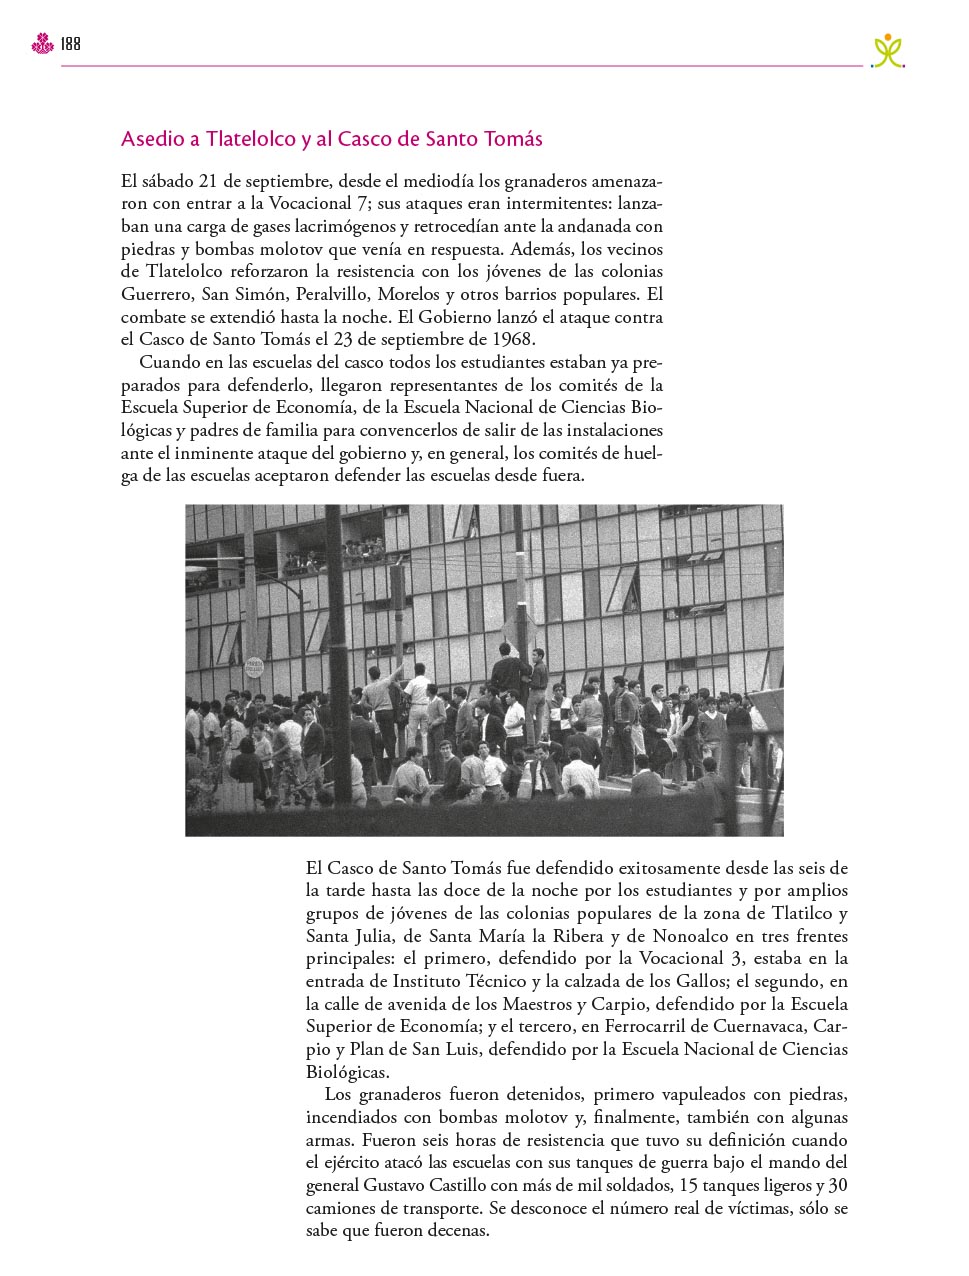 188
Asedio a Tlatelolco y al Casco de Santo Tomás
El sábado 21 de septiembre, desde el mediodía los granaderos amenaza-
ron con entrar a la Vocacional 7; sus ataques eran intermitentes: lanza-
ban una carga de gases lacrimógenos y retrocedían ante la andanada con
piedras y bombas molotov que venía en respuesta. Además, los vecinos
de Tlatelolco reforzaron la resistencia con los jóvenes de las colonias
Guerrero, San Simón, Peralvillo, Morelos y otros barrios populares. El
combate se extendió hasta la noche. El Gobierno lanzó el ataque contra
el Casco de Santo Tomás el 23 de septiembre de 1968.
Cuando en las escuelas del casco todos los estudiantes estaban ya pre-
parados para defenderlo, llegaron representantes de los comités de la
Escuela Superior de Economía, de la Escuela Nacional de Ciencias Bio-
lógicas y padres de familia para convencerlos de salir de las instalaciones
ante el inminente ataque del gobierno y, en general, los comités de huel-
ga de las escuelas aceptaron defender las escuelas desde fuera.
El Casco de Santo Tomás fue defendido exitosamente desde las seis de
la tarde hasta las doce de la noche por los estudiantes y por amplios
grupos de jóvenes de las colonias populares de la zona de Tlatilco y
Santa Julia, de Santa María la Ribera y de Nonoalco en tres frentes
principales: el primero, defendido por la Vocacional 3, estaba en la
entrada de Instituto Técnico y la calzada de los Gallos; el segundo, en
la calle de avenida de los Maestros y Carpio, defendido por la Escuela
Superior de Economía; y el tercero, en Ferrocarril de Cuernavaca, Car-
pio y Plan de San Luis, defendido por la Escuela Nacional de Ciencias
Biológicas.
Los granaderos fueron detenidos, primero vapuleados con piedras,
incendiados con bombas molotov y, finalmente, también con algunas
armas. Fueron seis horas de resistencia que tuvo su definición cuando
el ejército atacó las escuelas con sus tanques de guerra bajo el mando del
general Gustavo Castillo con más de mil soldados, 15 tanques ligeros y 30
camiones de transporte. Se desconoce el número real de víctimas, sólo se
sabe que fueron decenas.